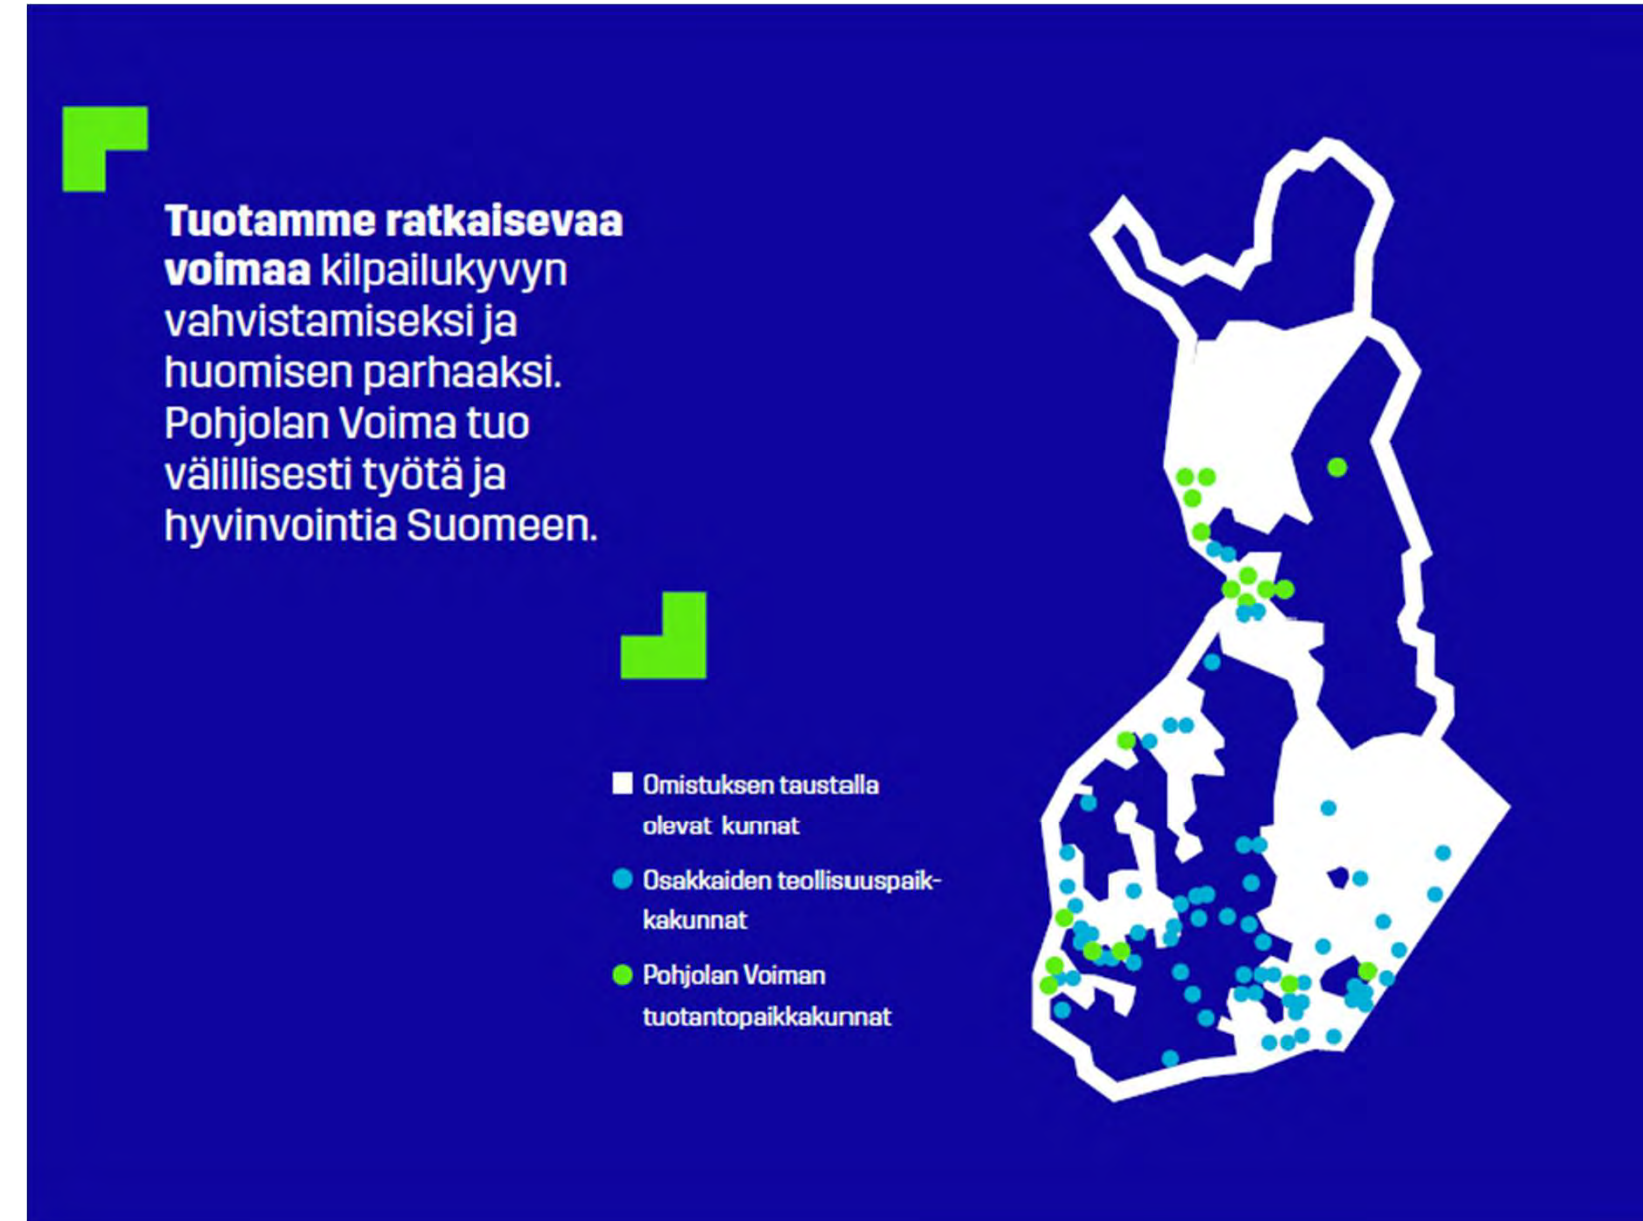 Tuotamme ratkaisevaa
voimaa kilpailukyvyn
vahvistamiseksi ja
huomisen parhaaksi.
Pohjolan Voima tuo
välillisesti työtä ja
hyvinvointia Suomeen.
Omistuksen taustalla
olevat kunnat
Osakkaiden teollisuuspaik-
kakunnat
Pohjolan Voiman
tuotantopaikkakunnat